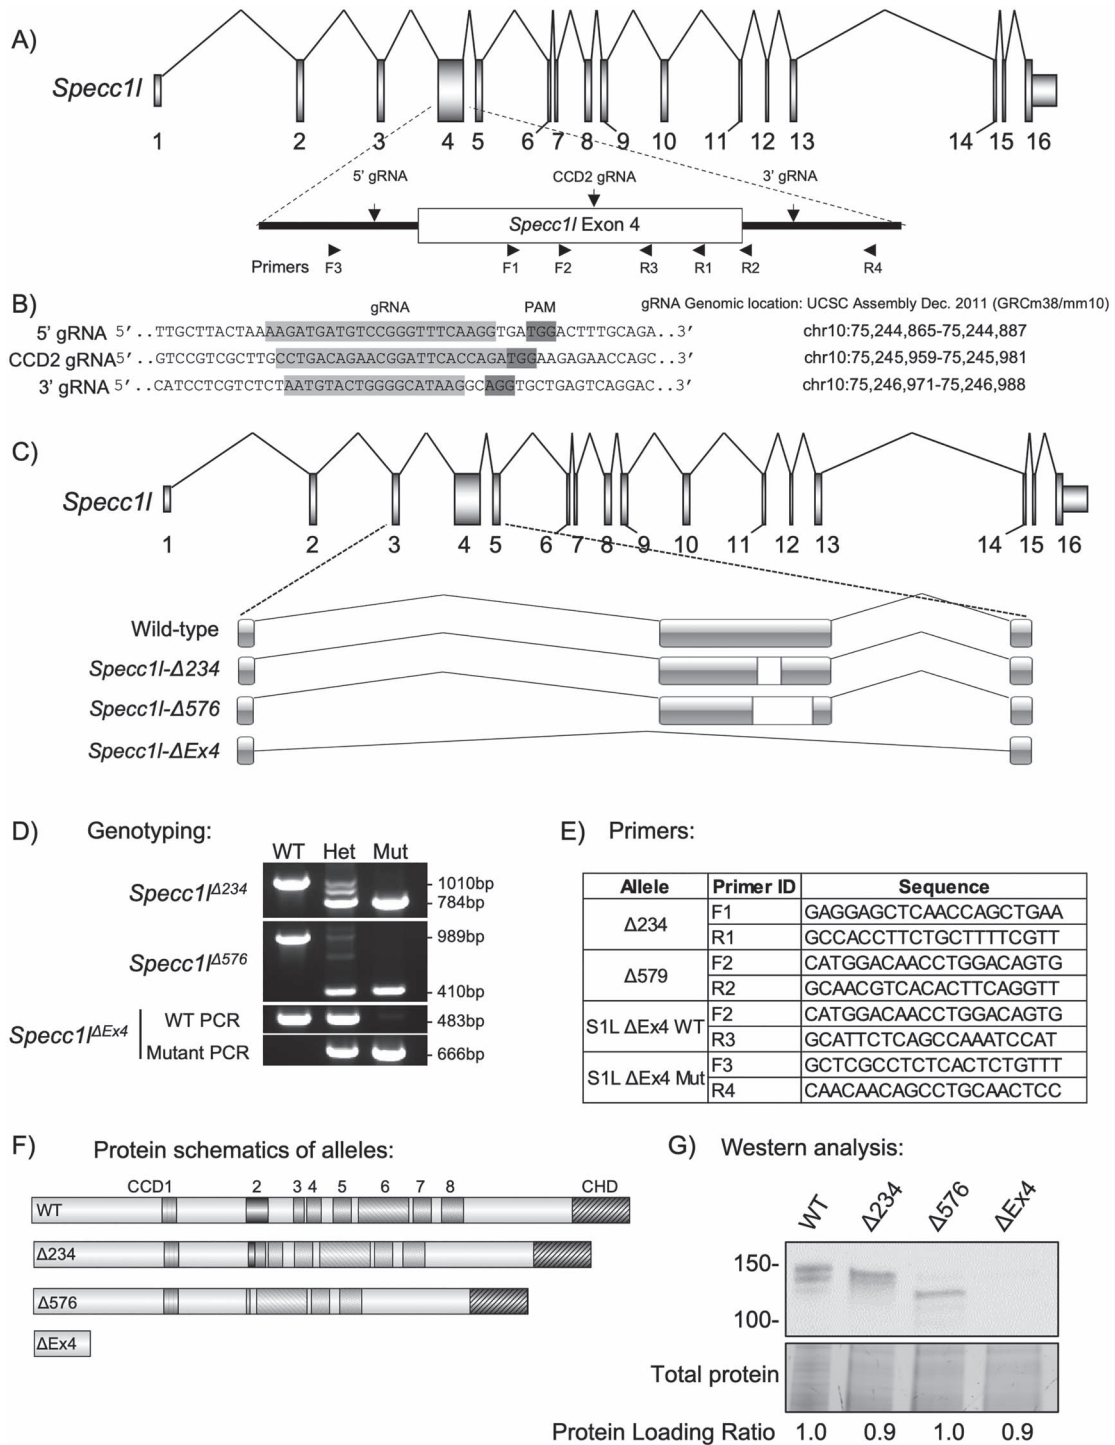 A)
Specc1l
1 2 3 4 5 6 7 8 9 10 11 12 13 14 15 16
5' gRNA CCD2 gRNA 3' gRNA
Specc1l Exon 4
Primers F3 F1 F2 R3 R1 R2 R4
B)
gRNA PAM gRNA Genomic location: UCSC Assembly Dec. 2011 (GRCm38/mm10)
5' gRNA 5'..TTGCTTACTAAAAGATGATGTCCGGGTTTCAAGGTGATGGACTTTGCAGA..3' chr10:75,244,865-75,244,887
CCD2 gRNA 5'..GTCCGTCGCTTGCCTGACAGAACGGATTCACCAGATGGAAGAGAACCAGC..3' chr10:75,245,959-75,245,981
3' gRNA 5'..CATCCTCGTCTCTAATGTACTGGGGCATAAGGCAGGTGCTGAGTCAGGAC..3' chr10:75,246,971-75,246,988
C)
Specc1l
1 2 3 4 5 6 7 8 9 10 11 12 13 14 15 16
Wild-type
Specc1l-Δ234
Specc1l-Δ576
Specc1l-ΔEx4
D) Genotyping:
WT Het Mut
Specc1lΔ234
1010bp
784bp
Specc1lΔ576
989bp
410bp
Specc1lΔEx4
WT PCR 483bp
Mutant PCR 666bp
E) Primers:
Allele Primer ID Sequence
Δ234 F1 GAGGAGCTCAACCAGCTGAA
R1 GCCACCTTCTGCTTTTCGTT
Δ579 F2 CATGGACAACCTGGACAGTG
R2 GCAACGTCACACTTCAGGTT
S1L ΔEx4 WT F2 CATGGACAACCTGGACAGTG
R3 GCATTCTCAGCCAAATCCAT
S1L ΔEx4 Mut F3 GCTCGCCTCTCACTCTGTTT
R4 CAACAACAGCCTGCAACTCC
F) Protein schematics of alleles:
CCD1 2 3 4 5 6 7 8 CHD
WT
Δ234
Δ576
ΔEx4
G) Western analysis:
WT Δ234 Δ576 ΔEx4
150-
100-
Total protein
Protein Loading Ratio 1.0 0.9 1.0 0.9